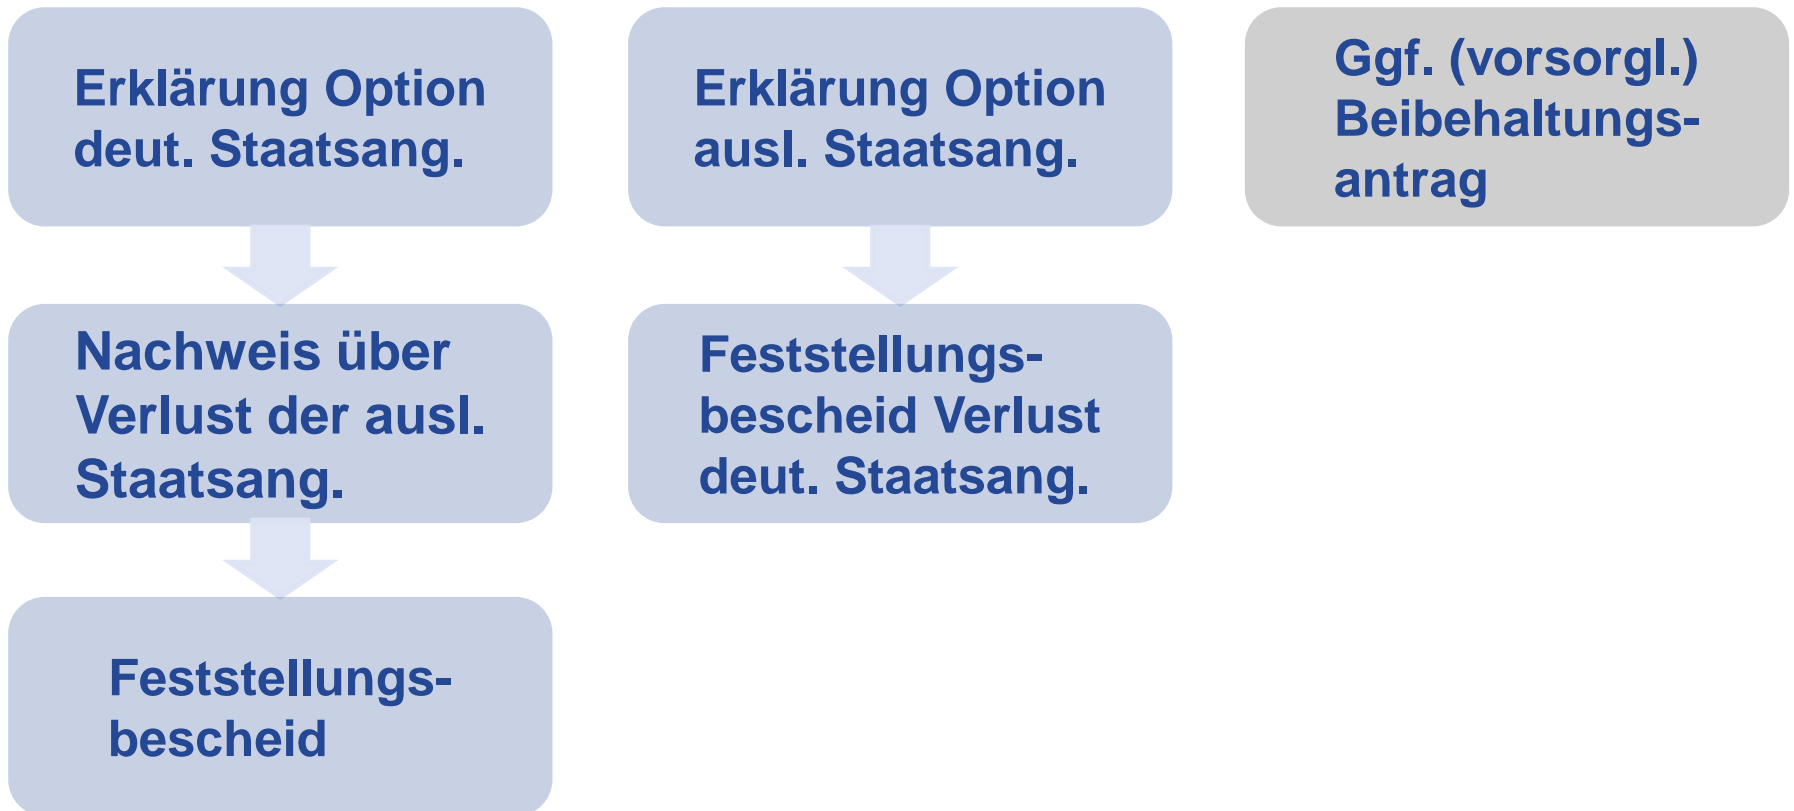 Erklärung Option
deut. Staatsang.
Nachweis über
Verlust der ausl.
Staatsang.
Feststellungs-
bescheid
Erklärung Option
ausl. Staatsang.
Feststellungs-
bescheid Verlust
deut. Staatsang.
Ggf. (vorsorgl.)
Beibehaltungs-
antrag